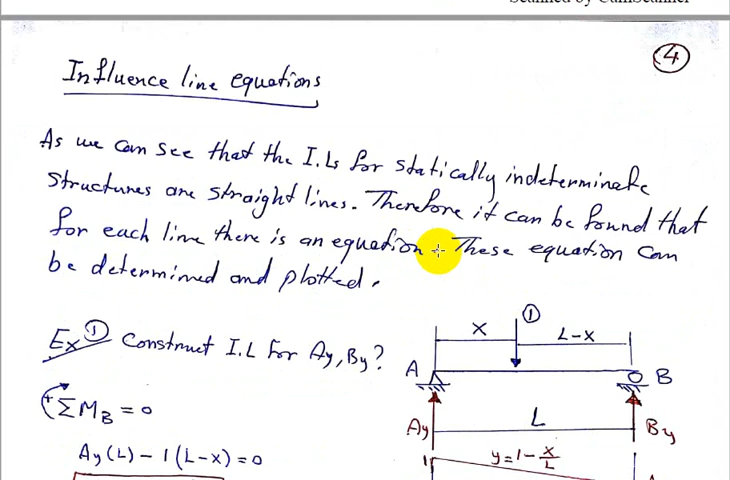 Scanned by CamScanner
4
Influence line equations
As we can see that the I.Ls for statically indeterminate
structures are straight lines. Therefore it can be found that
for each line there is an equation. These equation can
be determined and plotted.
Ex 1 Construct I.L for Ay, By?
1
x
L-x
A
B
+ΣM_B = 0
L
Ay
By
Ay(L) - 1(L-x) = 0
1
y=1-x/L